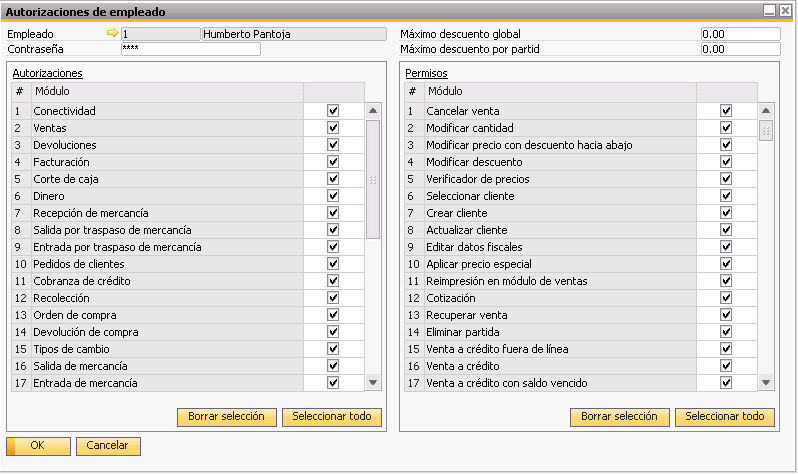 Autorizaciones de empleado
Empleado 1 Humberto Pantoja
Contraseña ****
Máximo descuento global 0.00
Máximo descuento por partid 0.00
Autorizaciones
# Módulo
1 Conectividad
2 Ventas
3 Devoluciones
4 Facturación
5 Corte de caja
6 Dinero
7 Recepción de mercancía
8 Salida por traspaso de mercancía
9 Entrada por traspaso de mercancía
10 Pedidos de clientes
11 Cobranza de crédito
12 Recolección
13 Orden de compra
14 Devolución de compra
15 Tipos de cambio
16 Salida de mercancía
17 Entrada de mercancía
Borrar selección Seleccionar todo
Permisos
# Módulo
1 Cancelar venta
2 Modificar cantidad
3 Modificar precio con descuento hacia abajo
4 Modificar descuento
5 Verificador de precios
6 Seleccionar cliente
7 Crear cliente
8 Actualizar cliente
9 Editar datos fiscales
10 Aplicar precio especial
11 Reimpresión en módulo de ventas
12 Cotización
13 Recuperar venta
14 Eliminar partida
15 Venta a crédito fuera de línea
16 Venta a crédito
17 Venta a crédito con saldo vencido
Borrar selección Seleccionar todo
OK Cancelar